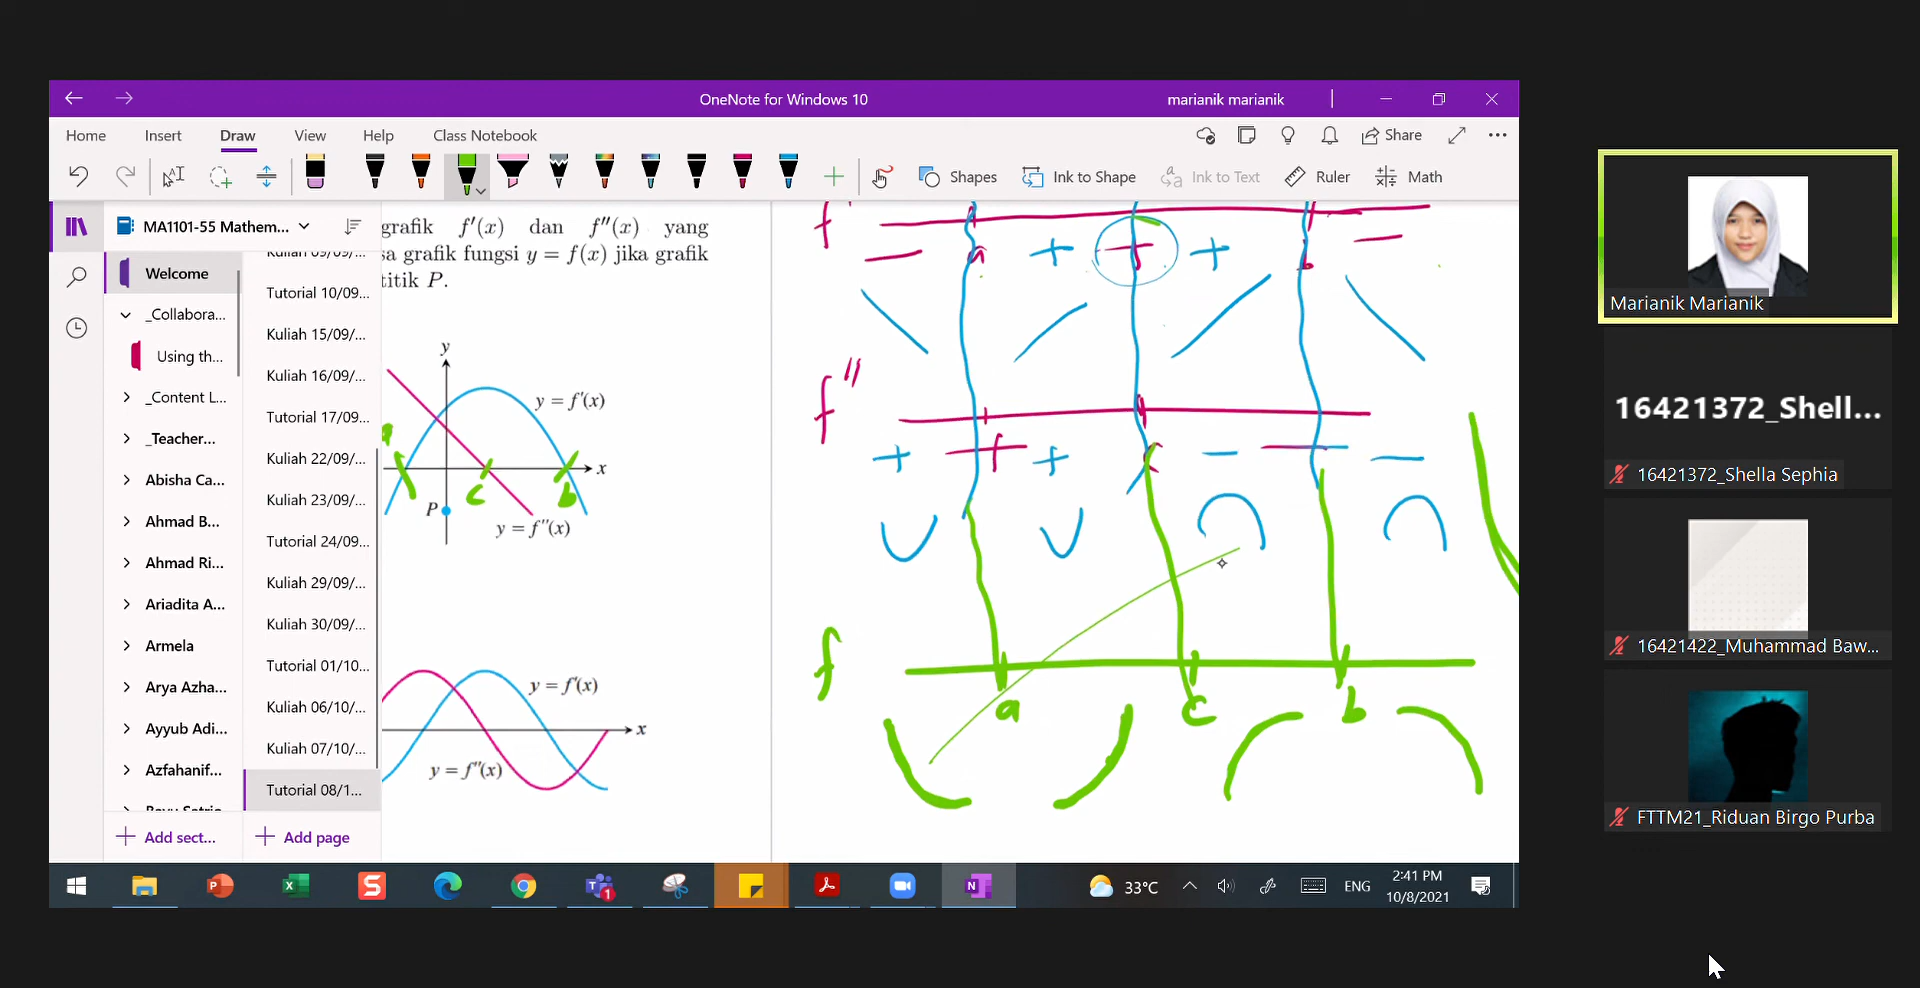 OneNote for Windows 10
marianik marianik
Home Insert Draw View Help Class Notebook
Share
Shapes Ink to Shape Ink to Text Ruler Math
MA1101-55 Mathem...
Welcome
_Collabora...
Using th...
_Content L...
_Teacher...
Abisha Ca...
Ahmad B...
Ahmad Ri...
Ariadita A...
Armela
Arya Azha...
Ayyub Adi...
Azfahanif...
Add sect...
Kuliah 09/09/...
Tutorial 10/09...
Kuliah 15/09/...
Kuliah 16/09/...
Tutorial 17/09...
Kuliah 22/09/...
Kuliah 23/09/...
Tutorial 24/09...
Kuliah 29/09/...
Kuliah 30/09/...
Tutorial 01/10...
Kuliah 06/10/...
Kuliah 07/10/...
Tutorial 08/1...
Add page
grafik f′(x) dan f″(x) yang
sa grafik fungsi y = f(x) jika grafik
titik P.
y
y = f′(x)
a
x
c b
P
y = f″(x)
y = f′(x)
x
y = f″(x)
f'
− a + + + b −
f"
+ + + c − − −
f
a c b
Marianik Marianik
16421372_Shell...
16421372_Shella Sephia
16421422_Muhammad Baw...
FTTM21_Riduan Birgo Purba
1
33°C
ENG
2:41 PM
10/8/2021